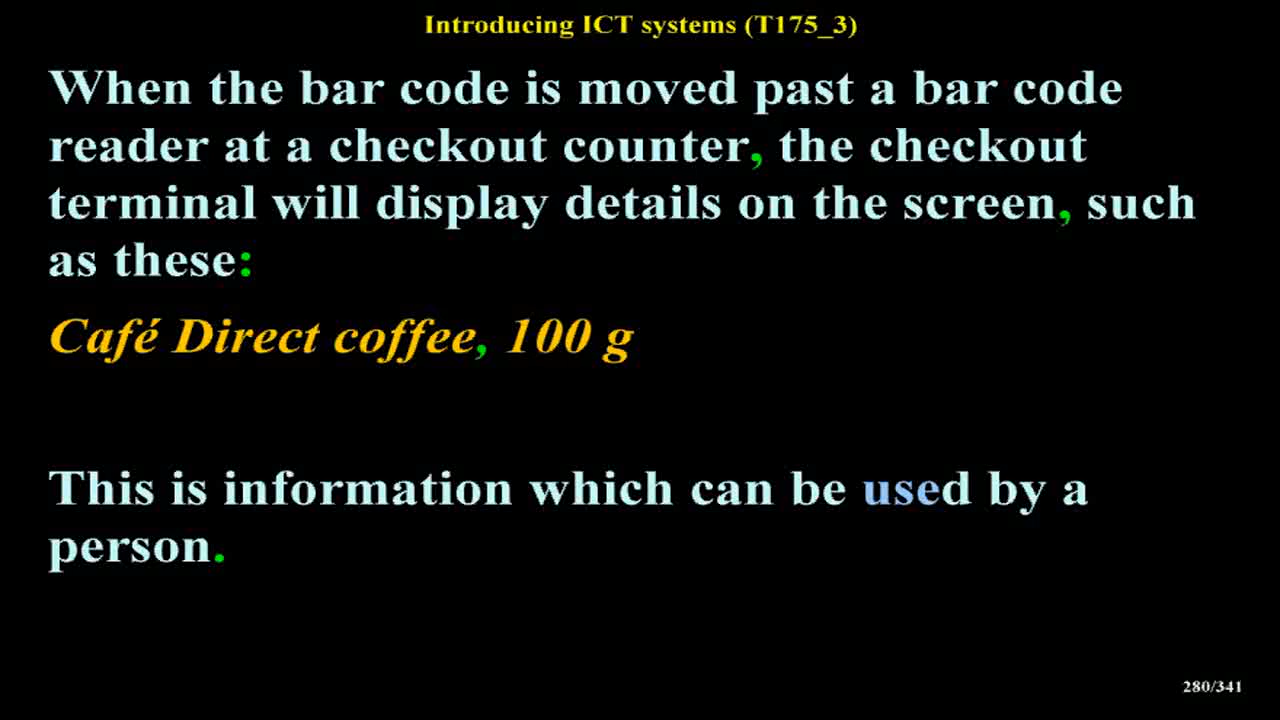 Introducing ICT systems (T175_3)
When the bar code is moved past a bar code
reader at a checkout counter, the checkout
terminal will display details on the screen, such
as these:
Café Direct coffee, 100 g
This is information which can be used by a
person.
280/341